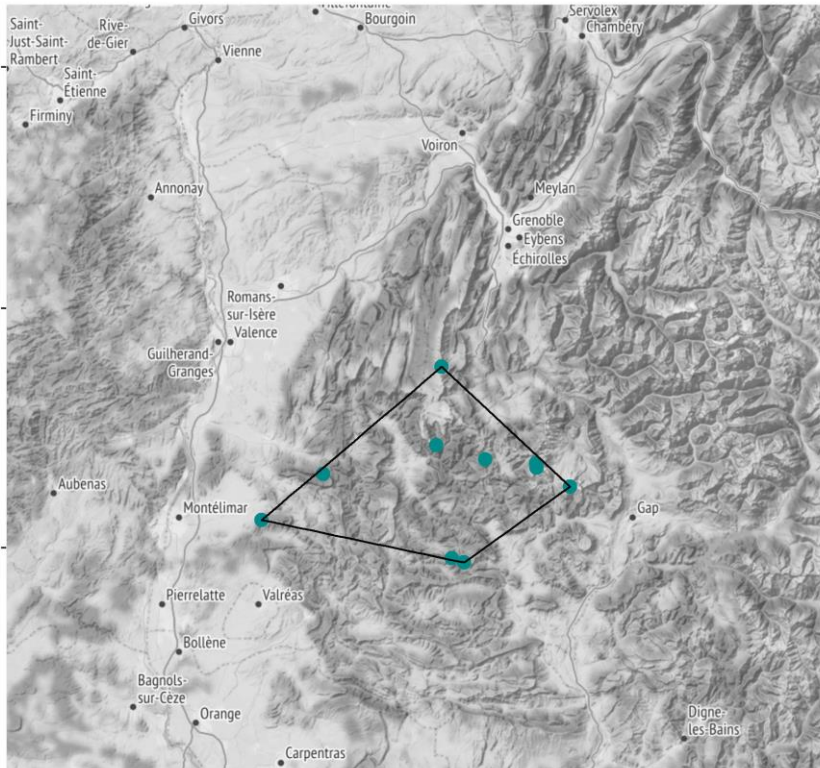 Servolex
Givors
Bourgoin
Chambéry
Saint-
Just-Saint-
Rambert
Rive-
de-Gier
Vienne
Saint-
Étienne
Firminy
Voiron
Annonay
Meylan
Grenoble
Eybens
Échirolles
Romans-
sur-Isère
Valence
Guilherand-
Granges
Aubenas
Montélimar
Gap
Pierrelatte
Valréas
Bollène
Bagnols-
sur-Cèze
Orange
Digne-
les-Bains
Carpentras